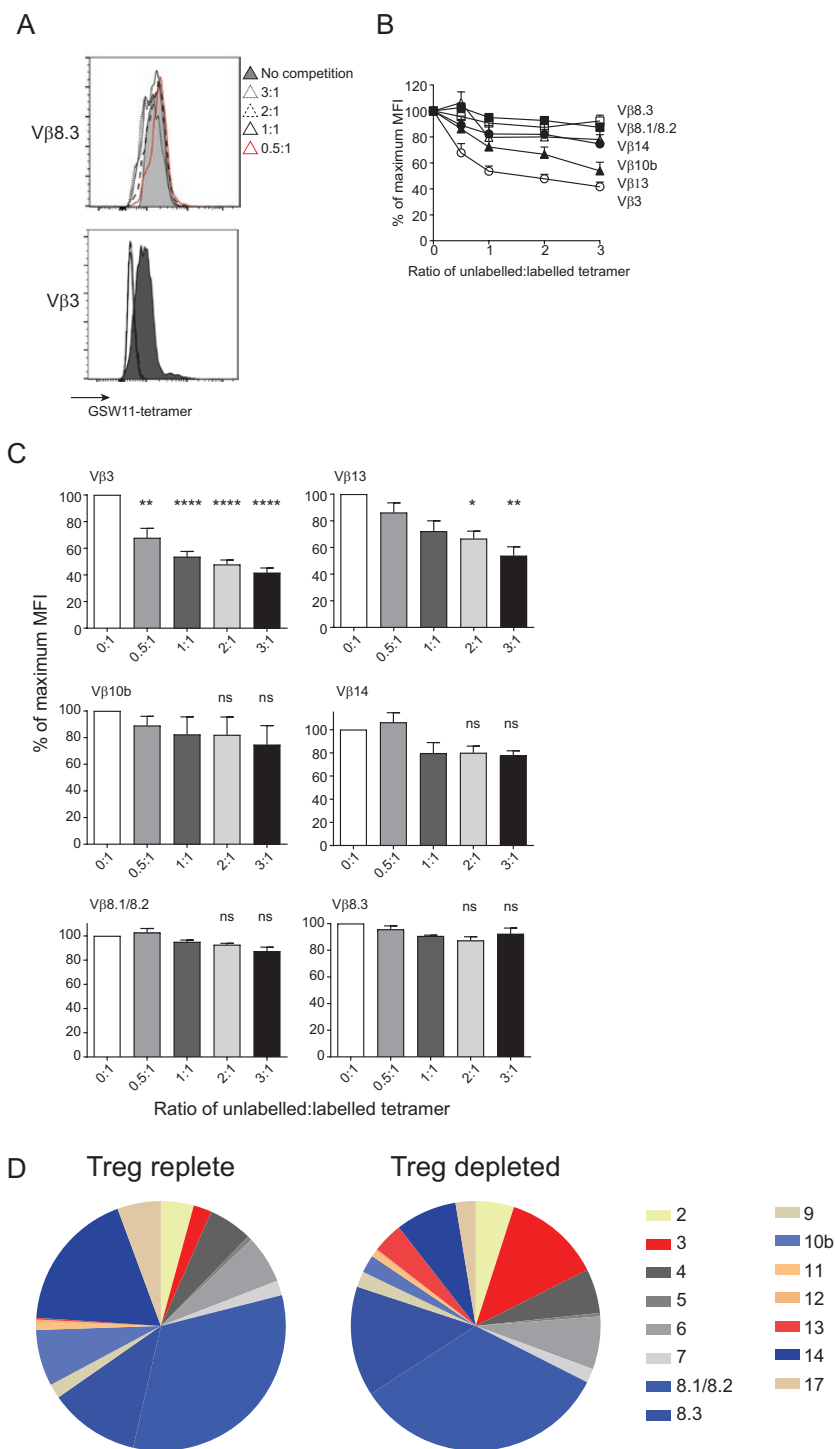 A
No competition
3:1
2:1
1:1
0.5:1
Vβ8.3
Vβ3
GSW11-tetramer
B
% of maximum MFI
120
100
80
60
40
20
0
0 1 2 3
Ratio of unlabelled:labelled tetramer
Vβ8.3
Vβ8.1/8.2
Vβ14
Vβ10b
Vβ13
Vβ3
C
% of maximum MFI
Vβ3
** **** **** ****
100
80
60
40
20
0
0:1 0.5:1 1:1 2:1 3:1
Vβ13
* **
100
80
60
40
20
0
0:1 0.5:1 1:1 2:1 3:1
Vβ10b
ns ns
100
80
60
40
20
0
0:1 0.5:1 1:1 2:1 3:1
Vβ14
ns ns
100
80
60
40
20
0
0:1 0.5:1 1:1 2:1 3:1
Vβ8.1/8.2
ns ns
100
80
60
40
20
0
0:1 0.5:1 1:1 2:1 3:1
Vβ8.3
ns ns
100
80
60
40
20
0
0:1 0.5:1 1:1 2:1 3:1
Ratio of unlabelled:labelled tetramer
D
Treg replete
Treg depleted
2
3
4
5
6
7
8.1/8.2
8.3
9
10b
11
12
13
14
17